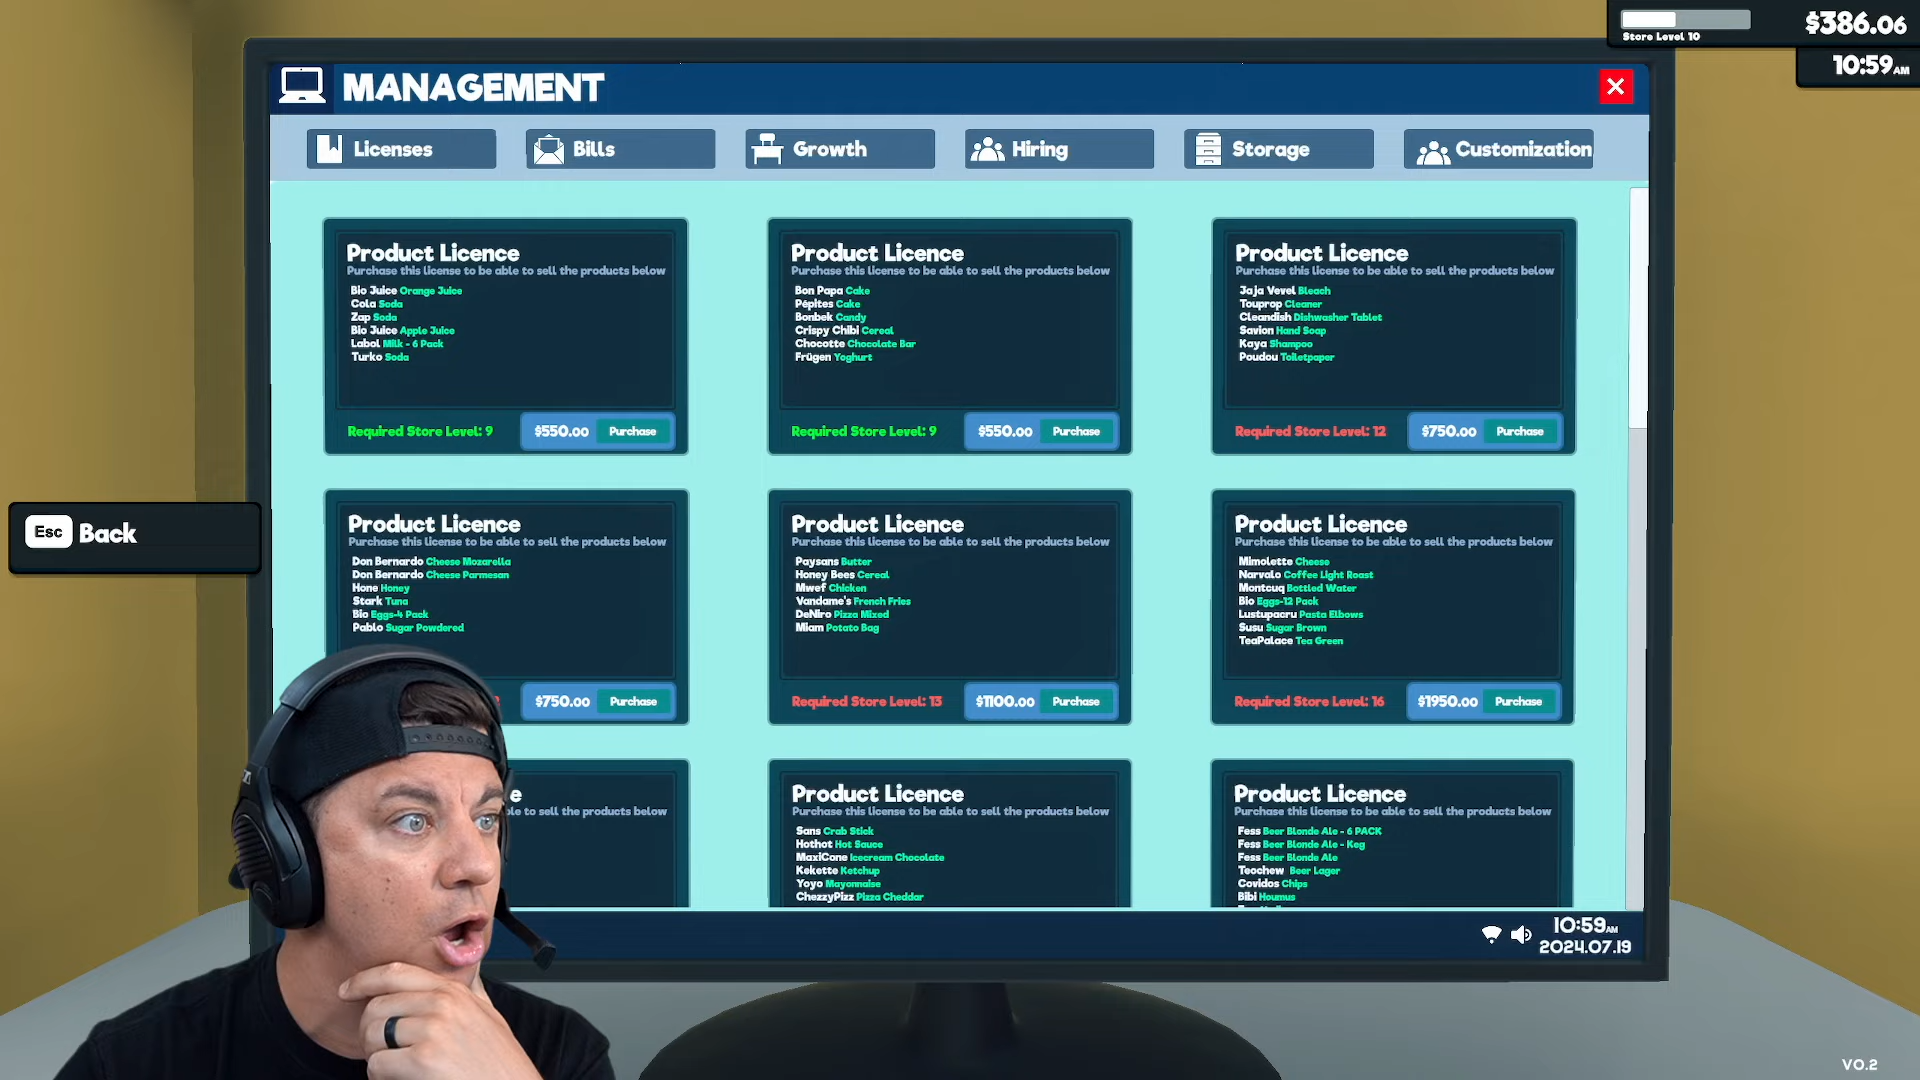 $386.06
Store Level 10
10:59AM
MANAGEMENT
Licenses
Bills
Growth
Hiring
Storage
Customization
Product Licence
Purchase this license to be able to sell the products below
Bio Juice Orange Juice
Cola Soda
Zap Soda
Bio Juice Apple Juice
Labol Milk - 6 Pack
Turko Soda
Required Store Level: 9
$550.00
Purchase
Product Licence
Purchase this license to be able to sell the products below
Bon Papa Cake
Pépites Cake
Bonbek Candy
Crispy Chibi Cereal
Chocotte Chocolate Bar
Frügen Yoghurt
Required Store Level: 9
$550.00
Purchase
Product Licence
Purchase this license to be able to sell the products below
Jaja Vevel Bleach
Touprop Cleaner
Cleandish Dishwasher Tablet
Savion Hand Soap
Kaya Shampoo
Poudou Toiletpaper
Required Store Level: 12
$750.00
Purchase
Esc Back
Product Licence
Purchase this license to be able to sell the products below
Don Bernardo Cheese Mozarella
Don Bernardo Cheese Parmesan
Hone Honey
Stark Tuna
Bio Eggs-4 Pack
Pablo Sugar Powdered
$750.00
Purchase
Product Licence
Purchase this license to be able to sell the products below
Paysans Butter
Honey Bees Cereal
Mwef Chicken
Vandame's French Fries
DeNiro Pizza Mixed
Miam Potato Bag
Required Store Level: 13
$1100.00
Purchase
Product Licence
Purchase this license to be able to sell the products below
Mimolette Cheese
Narvalo Coffee Light Roast
Montcuq Bottled Water
Bio Eggs-12 Pack
Lustupacru Pasta Elbows
Susu Sugar Brown
TeaPalace Tea Green
Required Store Level: 16
$1950.00
Purchase
e
to sell the products below
Product Licence
Purchase this license to be able to sell the products below
Sans Crab Stick
Hothot Hot Sauce
MaxiCone Icecream Chocolate
Kekette Ketchup
Yoyo Mayonnaise
ChezzyPizz Pizza Cheddar
Product Licence
Purchase this license to be able to sell the products below
Fess Beer Blonde Ale - 6 PACK
Fess Beer Blonde Ale - Keg
Fess Beer Blonde Ale
Teochew Beer Lager
Covidos Chips
Bibi Houmus
10:59AM
2024.07.19
V0.2